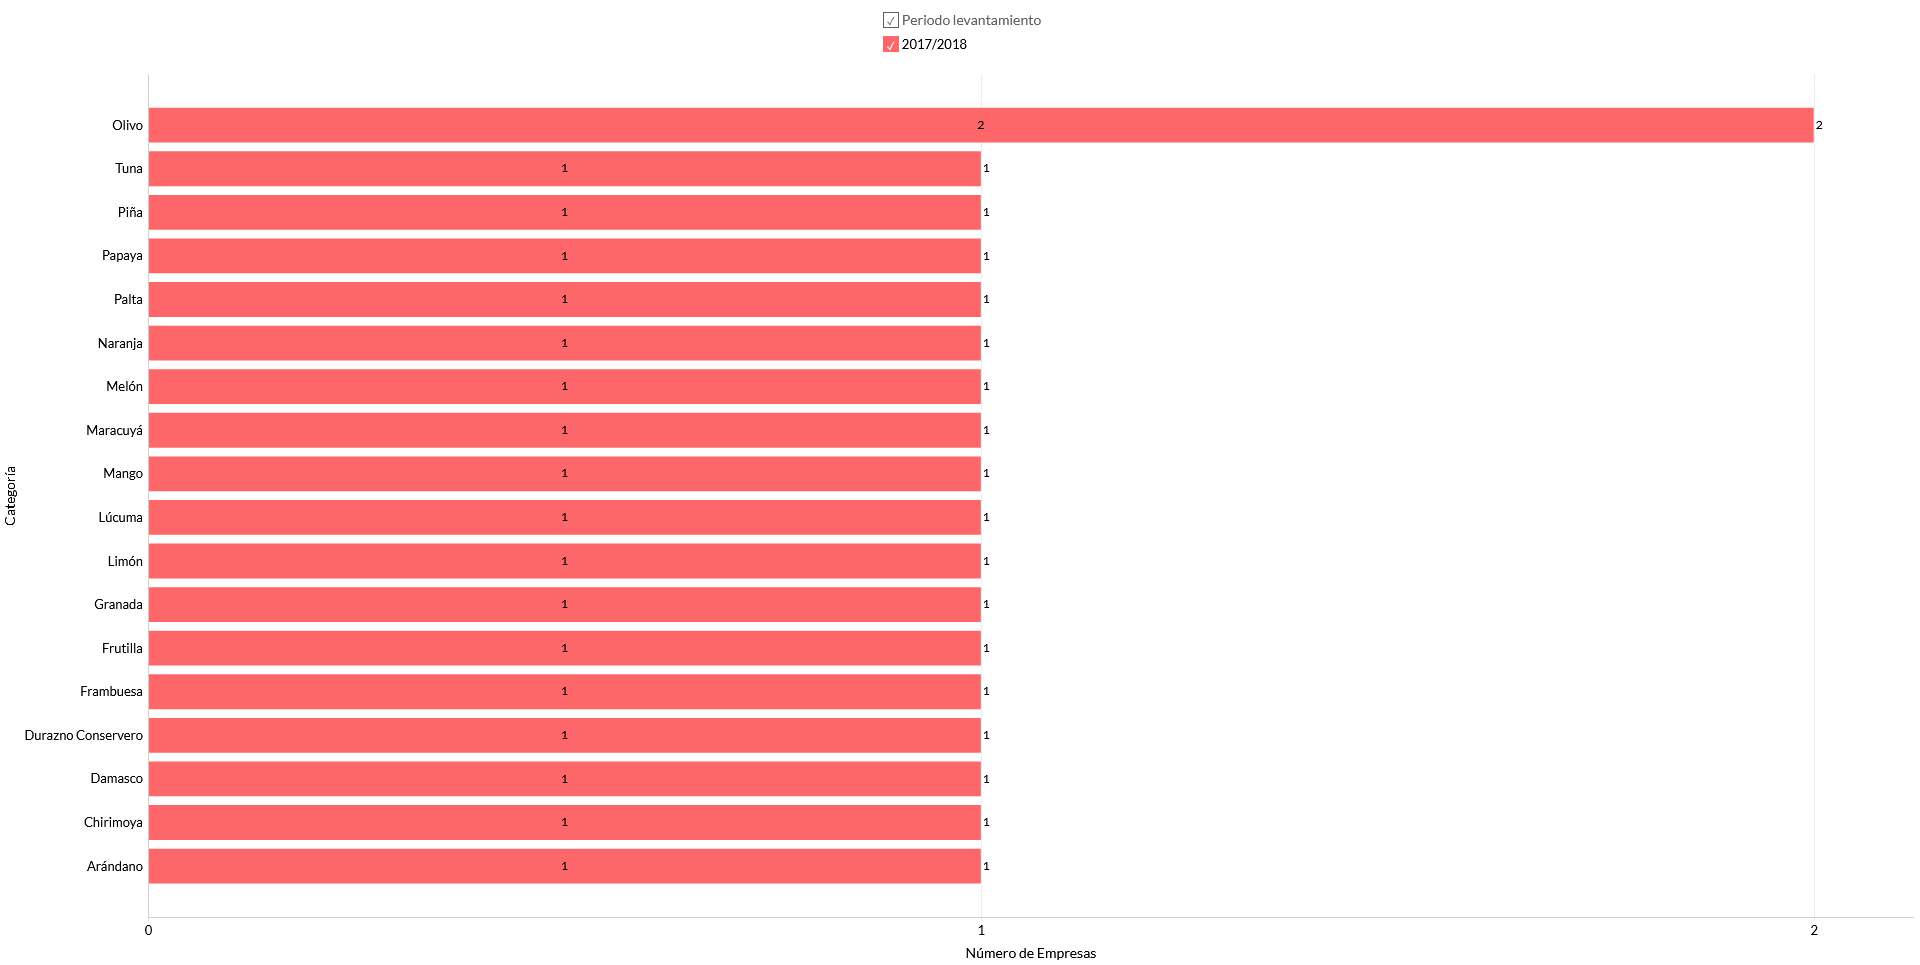 Periodo levantamiento
2017/2018
Olivo 2 2
Tuna 1 1
Piña 1 1
Papaya 1 1
Palta 1 1
Naranja 1 1
Melón 1 1
Maracuyá 1 1
Mango 1 1
Lúcuma 1 1
Limón 1 1
Granada 1 1
Frutilla 1 1
Frambuesa 1 1
Durazno Conservero 1 1
Damasco 1 1
Chirimoya 1 1
Arándano 1 1
Categoría
0 1 2
Número de Empresas